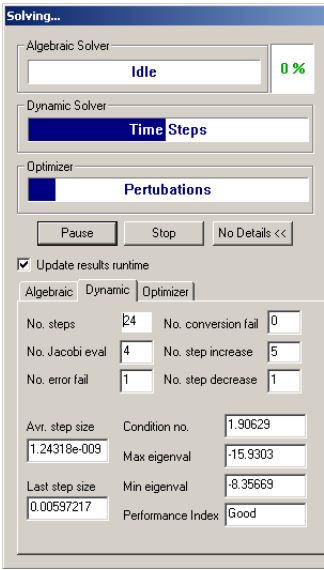 Solving...
Algebraic Solver
Idle
0 %
Dynamic Solver
Time Steps
Optimizer
Pertubations
Pause Stop No Details <<
Update results runtime
Algebraic Dynamic Optimizer
No. steps 24 No. conversion fail 0
No. Jacobi eval 4 No. step increase 5
No. error fail 1 No. step decrease 1
Avr. step size Condition no. 1.90629
1.24318e-009 Max eigenval -15.9303
Last step size Min eigenval -8.35669
0.00597217 Performance Index Good